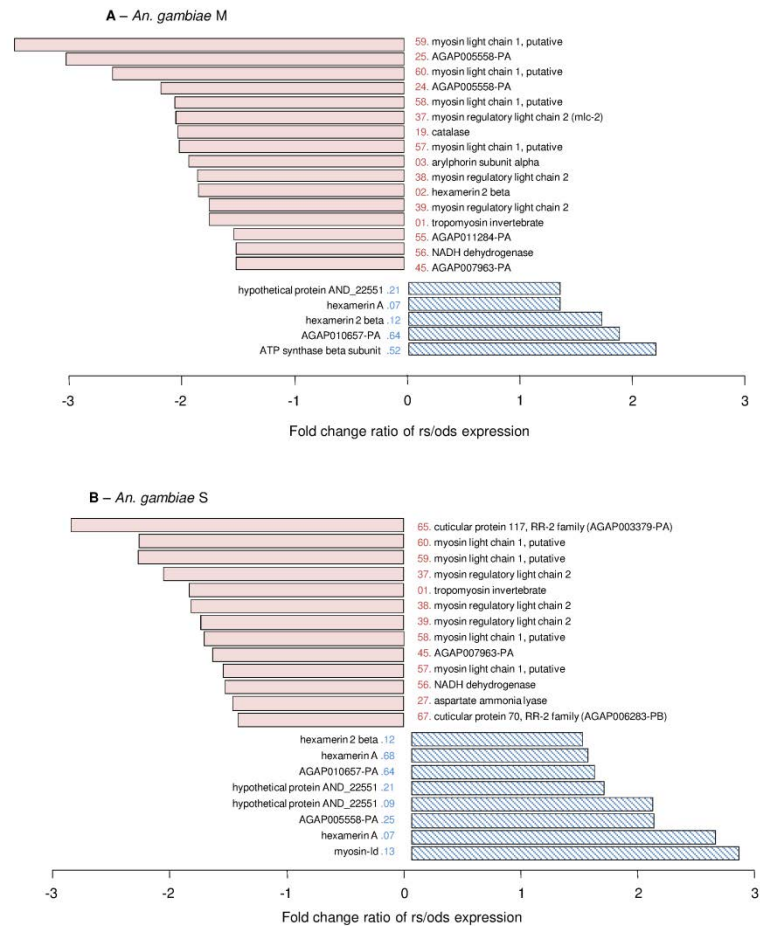 A – An. gambiae M
59. myosin light chain 1, putative
25. AGAP005558-PA
60. myosin light chain 1, putative
24. AGAP005558-PA
58. myosin light chain 1, putative
37. myosin regulatory light chain 2 (mlc-2)
19. catalase
57. myosin light chain 1, putative
03. arylphorin subunit alpha
38. myosin regulatory light chain 2
02. hexamerin 2 beta
39. myosin regulatory light chain 2
01. tropomyosin invertebrate
55. AGAP011284-PA
56. NADH dehydrogenase
45. AGAP007963-PA
hypothetical protein AND_22551 .21
hexamerin A .07
hexamerin 2 beta .12
AGAP010657-PA .64
ATP synthase beta subunit .52
-3 -2 -1 0 1 2 3
Fold change ratio of rs/ods expression
B – An. gambiae S
65. cuticular protein 117, RR-2 family (AGAP003379-PA)
60. myosin light chain 1, putative
59. myosin light chain 1, putative
37. myosin regulatory light chain 2
01. tropomyosin invertebrate
38. myosin regulatory light chain 2
39. myosin regulatory light chain 2
58. myosin light chain 1, putative
45. AGAP007963-PA
57. myosin light chain 1, putative
56. NADH dehydrogenase
27. aspartate ammonia lyase
67. cuticular protein 70, RR-2 family (AGAP006283-PB)
hexamerin 2 beta .12
hexamerin A .68
AGAP010657-PA .64
hypothetical protein AND_22551 .21
hypothetical protein AND_22551 .09
AGAP005558-PA .25
hexamerin A .07
myosin-Id .13
-3 -2 -1 0 1 2 3
Fold change ratio of rs/ods expression